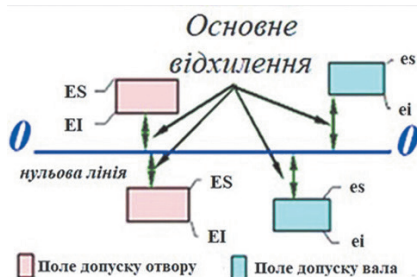 Основне
відхилення
ES
EI
es
ei
0
0
нульова лінія
ES
EI
es
ei
Поле допуску отвору
Поле допуску вала